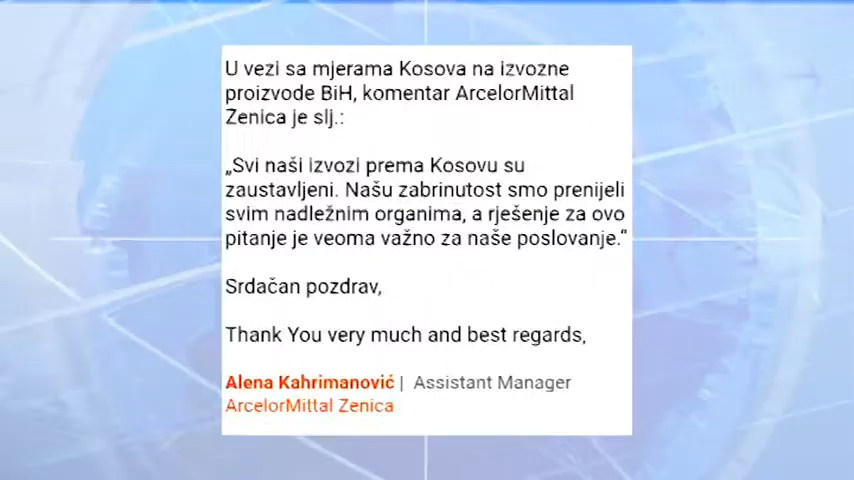 U vezi sa mjerama Kosova na izvozne
proizvode BiH, komentar ArcelorMittal
Zenica je slj.:
„Svi naši izvozi prema Kosovu su
zaustavljeni. Našu zabrinutost smo prenijeli
svim nadležnim organima, a rješenje za ovo
pitanje je veoma važno za naše poslovanje.“
Srdačan pozdrav,
Thank You very much and best regards,
Alena Kahrimanović | Assistant Manager
ArcelorMittal Zenica